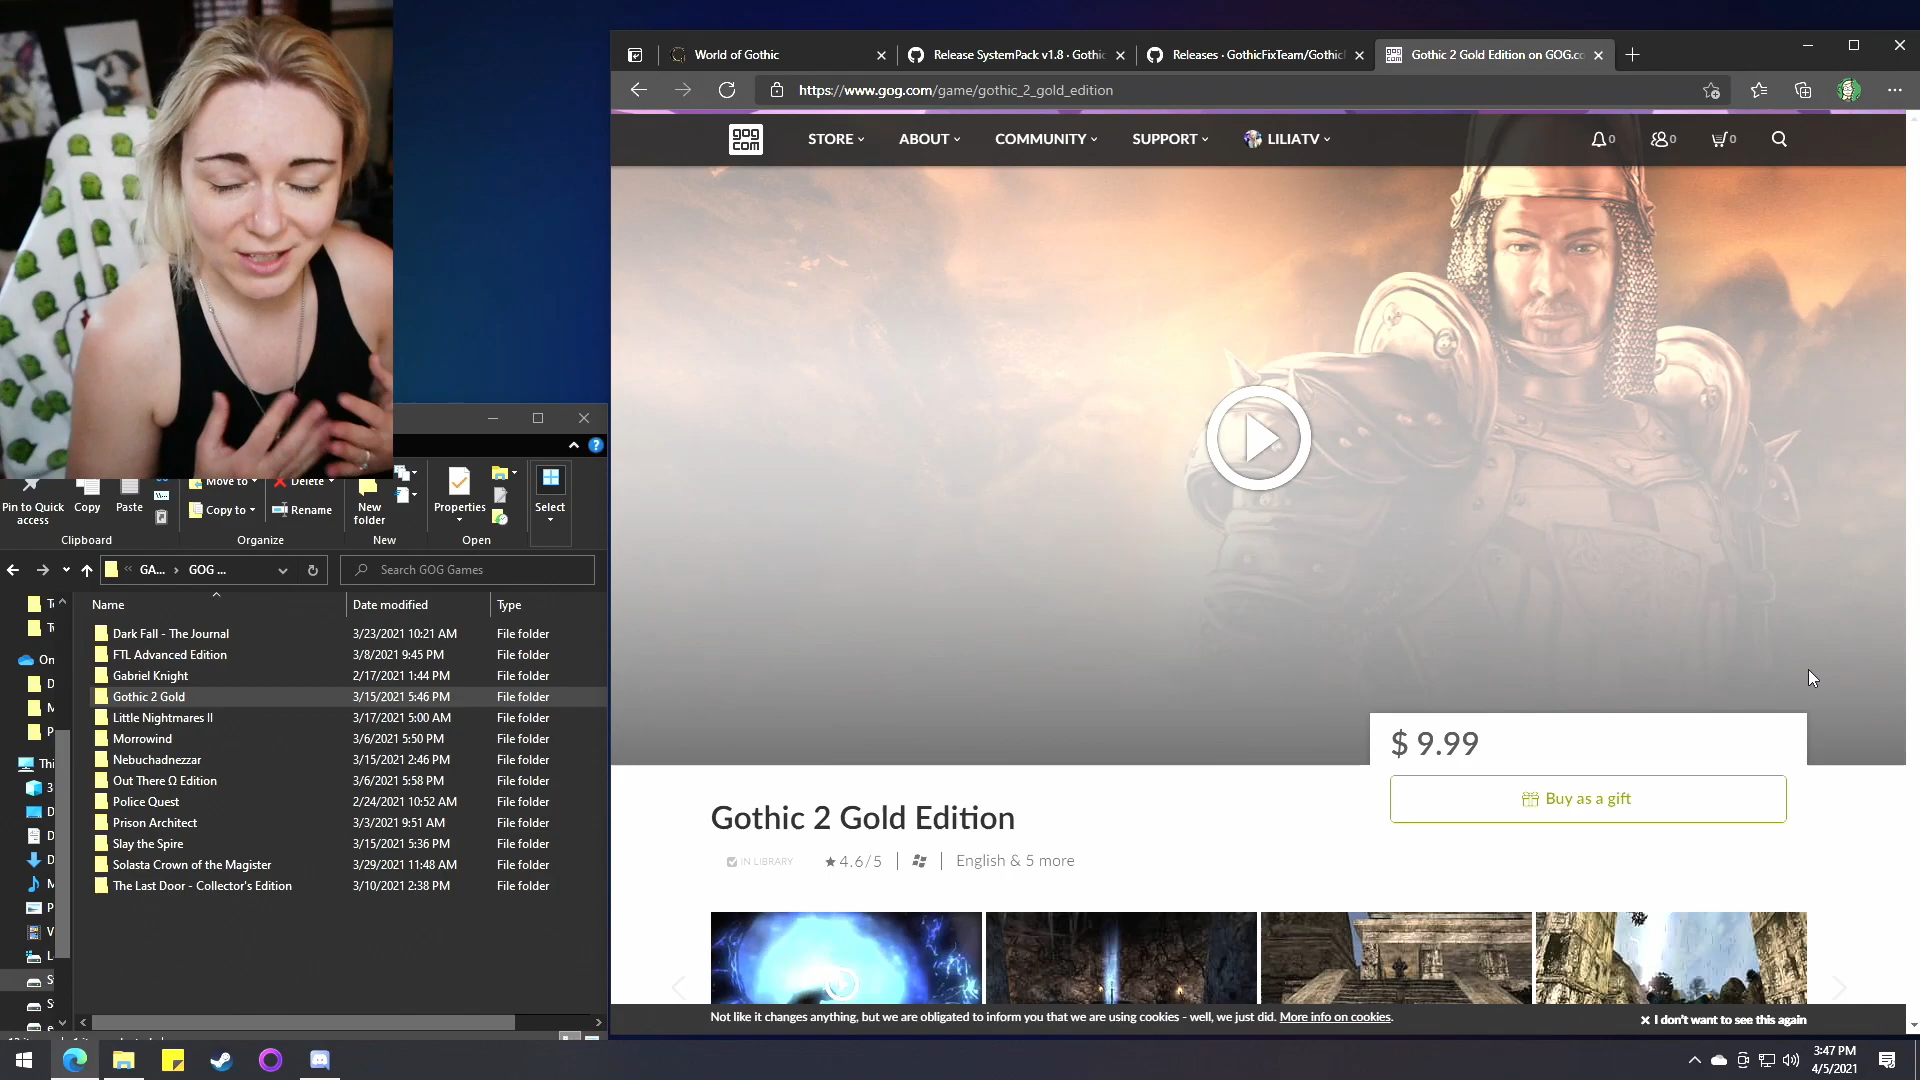 World of Gothic
Release SystemPack v1.8 · Gothic
Releases · GothicFixTeam/Gothic
Gothic 2 Gold Edition on GOG.co
https://www.gog.com/game/gothic_2_gold_edition
gog com
STORE ABOUT COMMUNITY SUPPORT LILIATV 0 0 0
$ 9.99
Buy as a gift
Gothic 2 Gold Edition
IN LIBRARY 4.6/5 English & 5 more
Not like it changes anything, but we are obligated to inform you that we are using cookies - well, we just did. More info on cookies.
I don't want to see this again
Move to Delete
Pin to Quick access
Copy
Paste
Copy to Rename
New folder
Properties
Select
Clipboard Organize New Open
GA... GOG ... Search GOG Games
Name Date modified Type
Dark Fall - The Journal 3/23/2021 10:21 AM File folder
FTL Advanced Edition 3/8/2021 9:45 PM File folder
Gabriel Knight 2/17/2021 1:44 PM File folder
Gothic 2 Gold 3/15/2021 5:46 PM File folder
Little Nightmares II 3/17/2021 5:00 AM File folder
Morrowind 3/6/2021 5:50 PM File folder
Nebuchadnezzar 3/15/2021 2:46 PM File folder
Out There Ω Edition 3/6/2021 5:58 PM File folder
Police Quest 2/24/2021 10:52 AM File folder
Prison Architect 3/3/2021 9:51 AM File folder
Slay the Spire 3/15/2021 5:36 PM File folder
Solasta Crown of the Magister 3/29/2021 11:48 AM File folder
The Last Door - Collector's Edition 3/10/2021 2:38 PM File folder
On
Thi
3:47 PM
4/5/2021